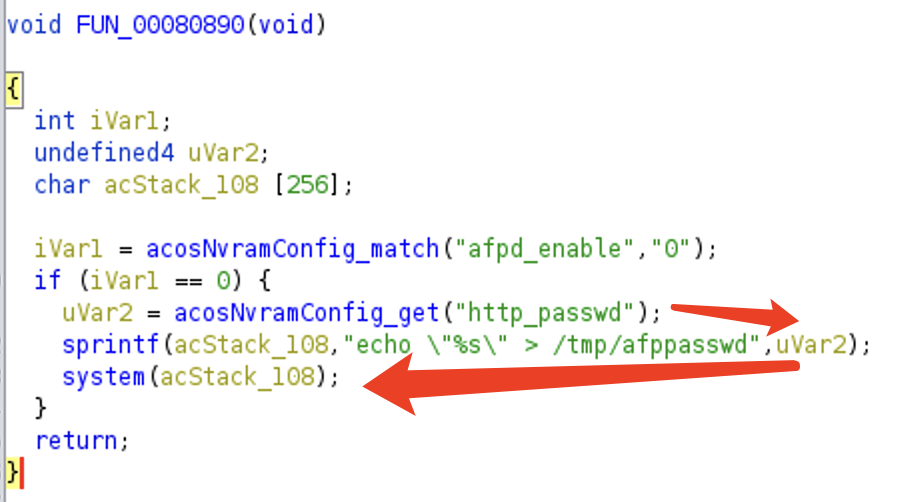 void FUN_00080890(void)
{
int iVar1;
undefined4 uVar2;
char acStack_108 [256];
iVar1 = acosNvramConfig_match("afpd_enable","0");
if (iVar1 == 0) {
uVar2 = acosNvramConfig_get("http_passwd");
sprintf(acStack_108,"echo \"%s\" > /tmp/afppasswd",uVar2);
system(acStack_108);
}
return;
}